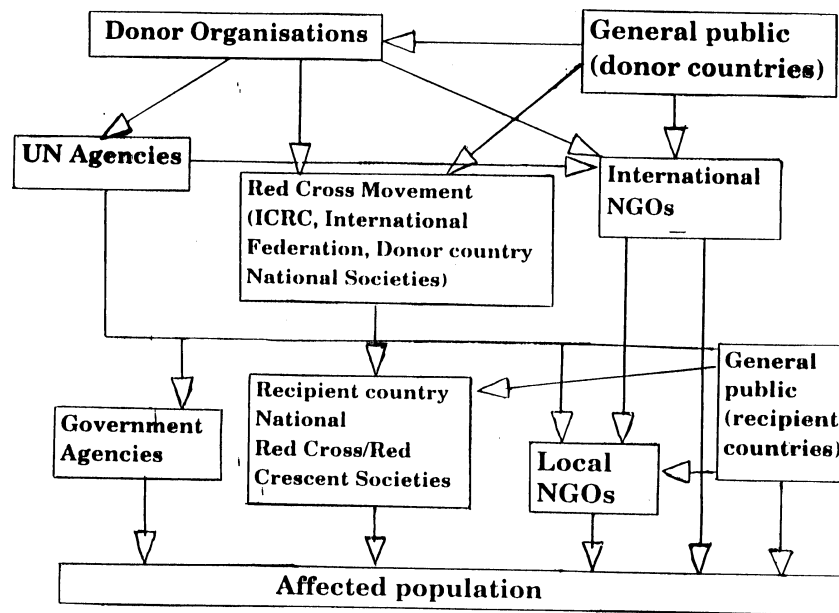 Donor Organisations
General public
(donor countries)
UN Agencies
Red Cross Movement
(ICRC, International
Federation, Donor country
National Societies)
International
NGOs
General
public
(recipient
countries)
Recipient country
National
Red Cross/Red
Crescent Societies
Government
Agencies
Local
NGOs
Affected population